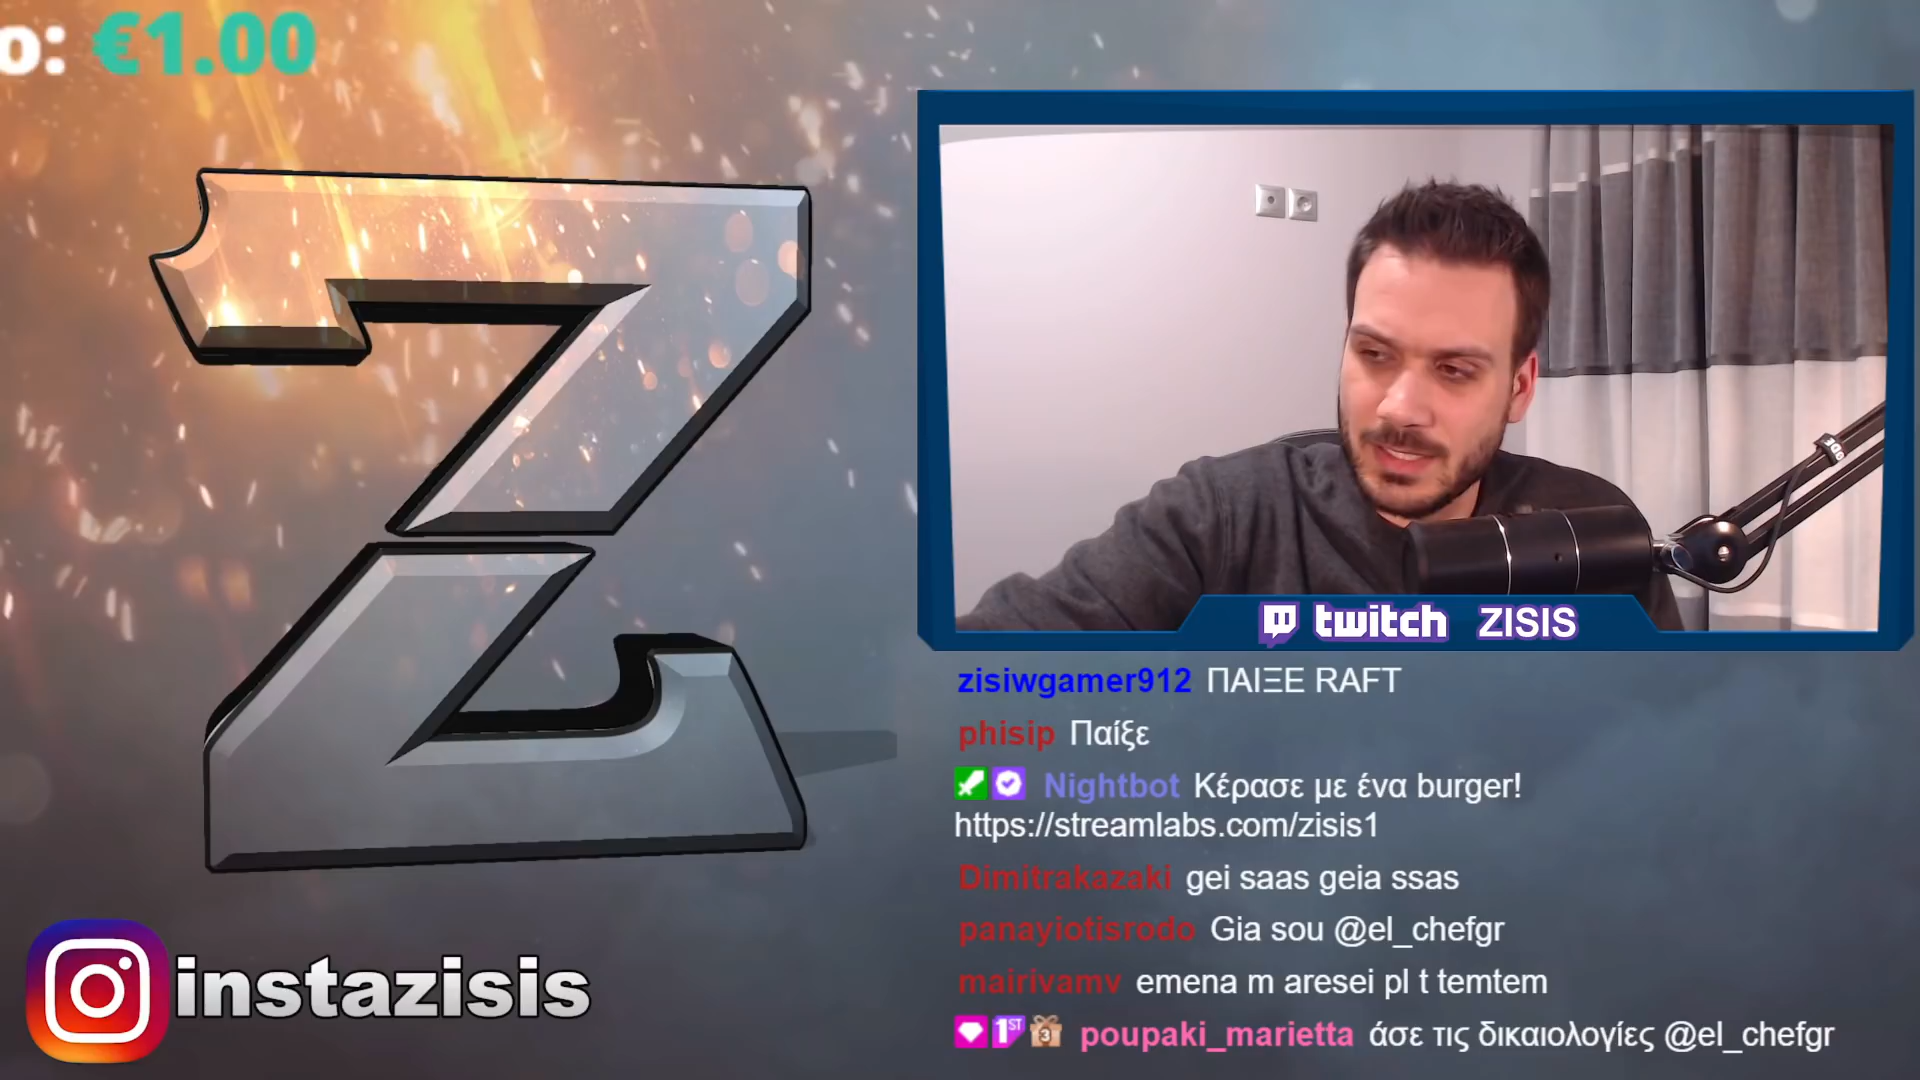 o: €1.00
twitch ZISIS
zisiwgamer912 ΠΑΙΞΕ RAFT
phisip Παίξε
Nightbot Κέρασε με ένα burger!
https://streamlabs.com/zisis1
Dimitrakazaki gei saas geia ssas
panayiotisrodo Gia sou @el_chefgr
mairivamv emena m aresei pl t temtem
1ST 3 poupaki_marietta άσε τις δικαιολογίες @el_chefgr
instazisis